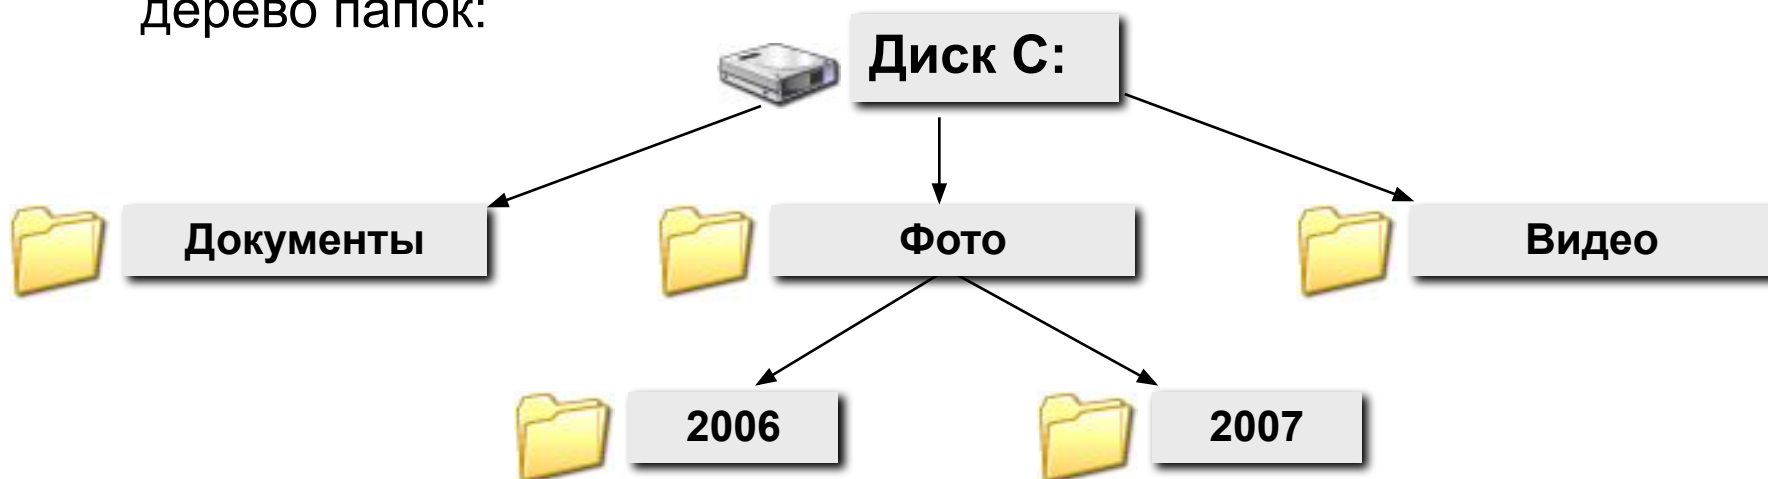 дерево папок:
Диск C:
Документы
Фото
Видео
2006
2007